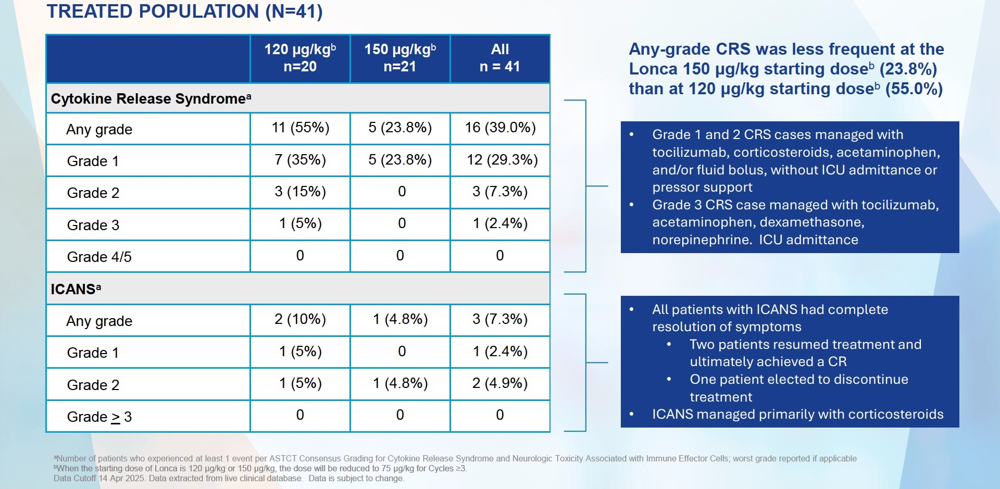 TREATED POPULATION (N=41)
120 µg/kgᵇ 150 µg/kgᵇ All
n=20 n=21 n = 41
Cytokine Release Syndromeᵃ
Any grade 11 (55%) 5 (23.8%) 16 (39.0%)
Grade 1 7 (35%) 5 (23.8%) 12 (29.3%)
Grade 2 3 (15%) 0 3 (7.3%)
Grade 3 1 (5%) 0 1 (2.4%)
Grade 4/5 0 0 0
ICANSᵃ
Any grade 2 (10%) 1 (4.8%) 3 (7.3%)
Grade 1 1 (5%) 0 1 (2.4%)
Grade 2 1 (5%) 1 (4.8%) 2 (4.9%)
Grade ≥ 3 0 0 0
Any-grade CRS was less frequent at the
Lonca 150 µg/kg starting doseᵇ (23.8%)
than at 120 µg/kg starting doseᵇ (55.0%)
• Grade 1 and 2 CRS cases managed with
tocilizumab, corticosteroids, acetaminophen,
and/or fluid bolus, without ICU admittance or
pressor support
• Grade 3 CRS case managed with tocilizumab,
acetaminophen, dexamethasone,
norepinephrine. ICU admittance
• All patients with ICANS had complete
resolution of symptoms
• Two patients resumed treatment and
ultimately achieved a CR
• One patient elected to discontinue
treatment
• ICANS managed primarily with corticosteroids
ᵃNumber of patients who experienced at least 1 event per ASTCT Consensus Grading for Cytokine Release Syndrome and Neurologic Toxicity Associated with Immune Effector Cells; worst grade reported if applicable
ᵇWhen the starting dose of Lonca is 120 µg/kg or 150 µg/kg, the dose will be reduced to 75 µg/kg for Cycles ≥3.
Data Cutoff 14 Apr 2025. Data extracted from live clinical database. Data is subject to change.